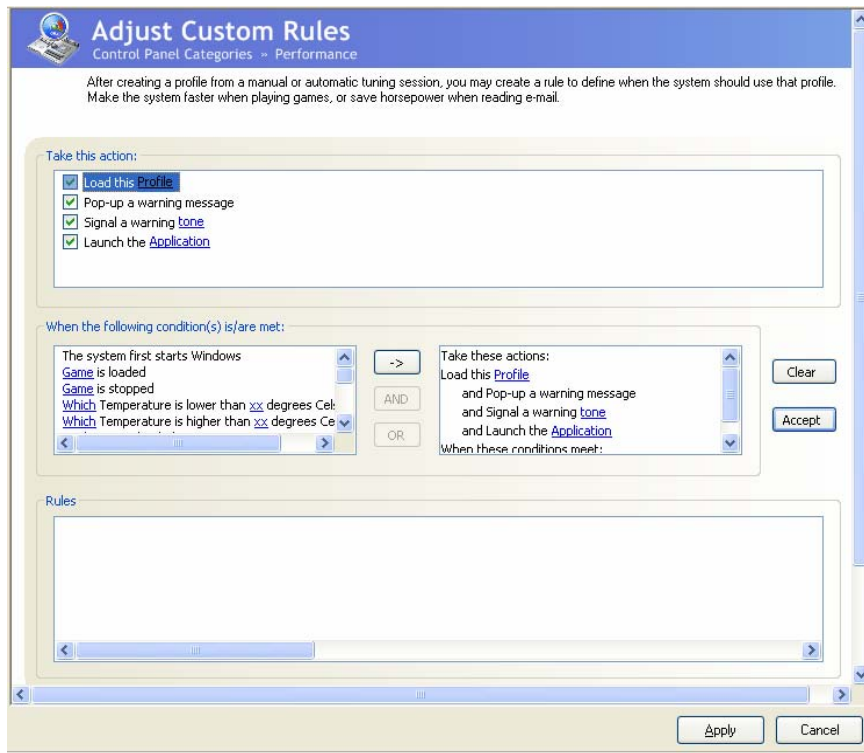 Adjust Custom Rules
Control Panel Categories » Performance
After creating a profile from a manual or automatic tuning session, you may create a rule to define when the system should use that profile.
Make the system faster when playing games, or save horsepower when reading e-mail.
Take this action:
Load this Profile
Pop-up a warning message
Signal a warning tone
Launch the Application
When the following condition(s) is/are met:
The system first starts Windows
Game is loaded
Game is stopped
Which Temperature is lower than xx degrees Cels
Which Temperature is higher than xx degrees Ce
->
AND
OR
Take these actions:
Load this Profile
and Pop-up a warning message
and Signal a warning tone
and Launch the Application
When these conditions meet:
Clear
Accept
Rules
Apply
Cancel